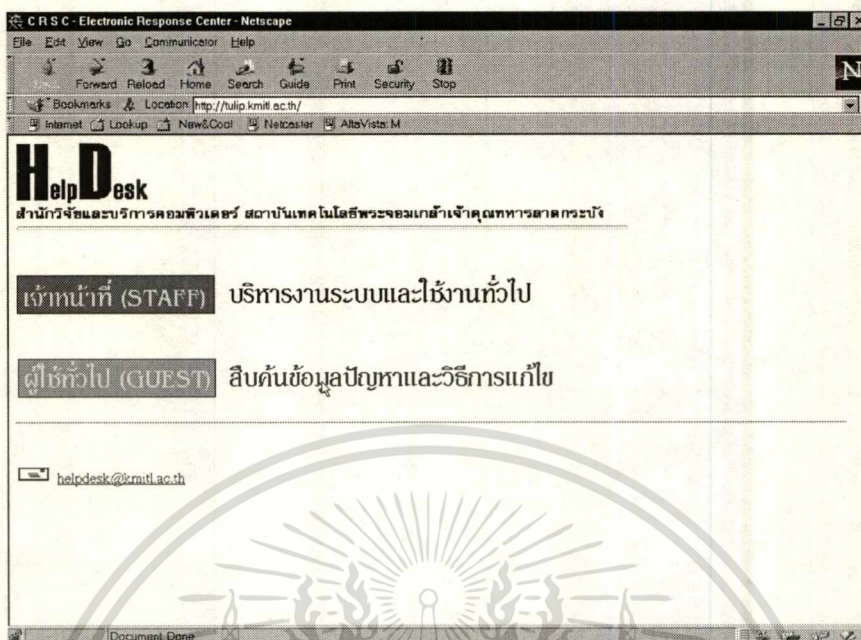 C R S C - Electronic Response Center - Netscape
File Edit View Go Communicator Help
Forward Reload Home Search Guide Print Security Stop
N
Bookmarks Location: http://tulip.kmitl.ac.th/
Internet Lookup New&Cool Netcaster AltaVista: M
HelpDesk
สำนักวิจัยและบริการคอมพิวเตอร์ สถาบันเทคโนโลยีพระจอมเกล้าเจ้าคุณทหารลาดกระบัง
เจ้าหน้าที่ (STAFF) บริหารงานระบบและใช้งานทั่วไป
ผู้ใช้ทั่วไป (GUEST) สืบค้นข้อมูลปัญหาและวิธีการแก้ไข
helpdesk@kmitl.ac.th
Document Done